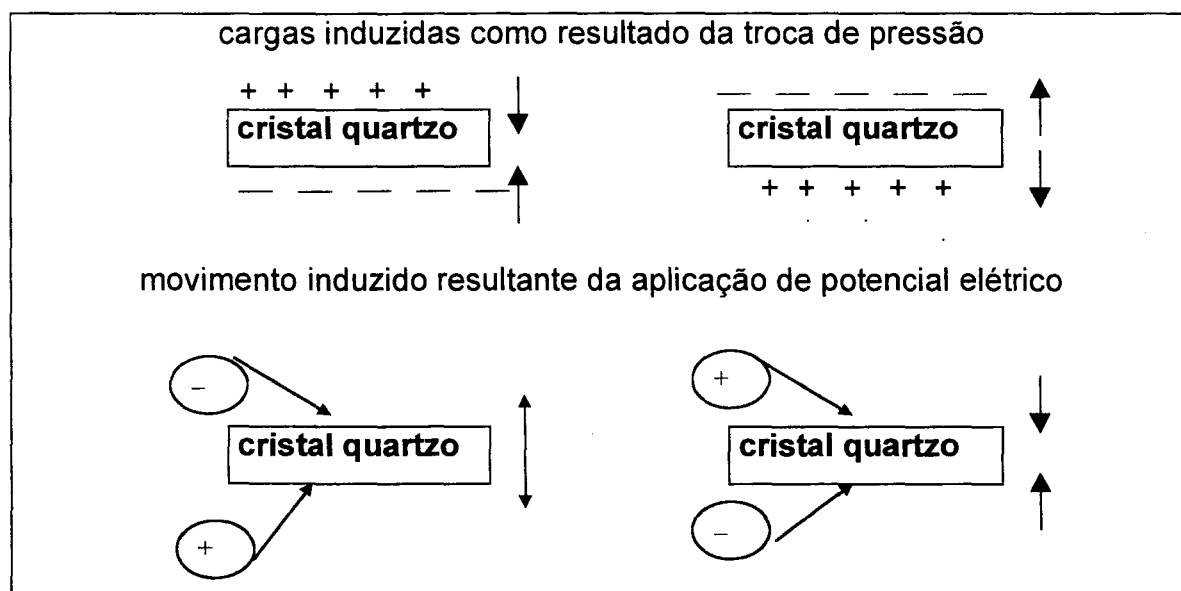 cargas induzidas como resultado da troca de pressão
+ + + + +
cristal quartzo
— — — — — —
— — — — — —
cristal quartzo
+ + + + +
movimento induzido resultante da aplicação de potencial elétrico
−
cristal quartzo
+
+
cristal quartzo
−